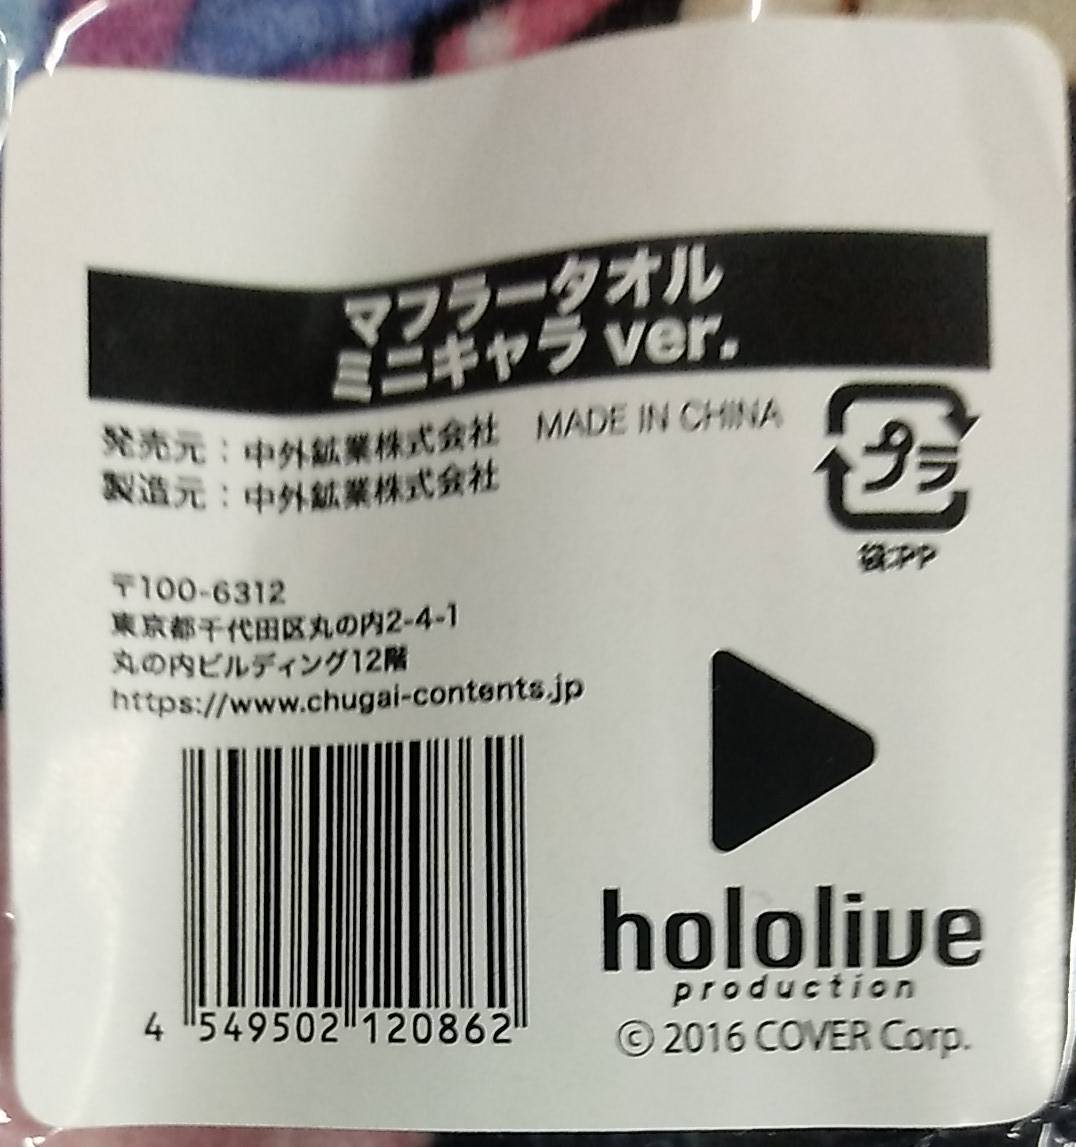 マフラータオル
ミニキャラ ver.
発売元：中外鉱業株式会社 MADE IN CHINA
製造元：中外鉱業株式会社
プラ
袋:PP
〒100-6312
東京都千代田区丸の内2-4-1
丸の内ビルディング12階
https://www.chugai-contents.jp
4 549502 120862
hololive
production
© 2016 COVER Corp.